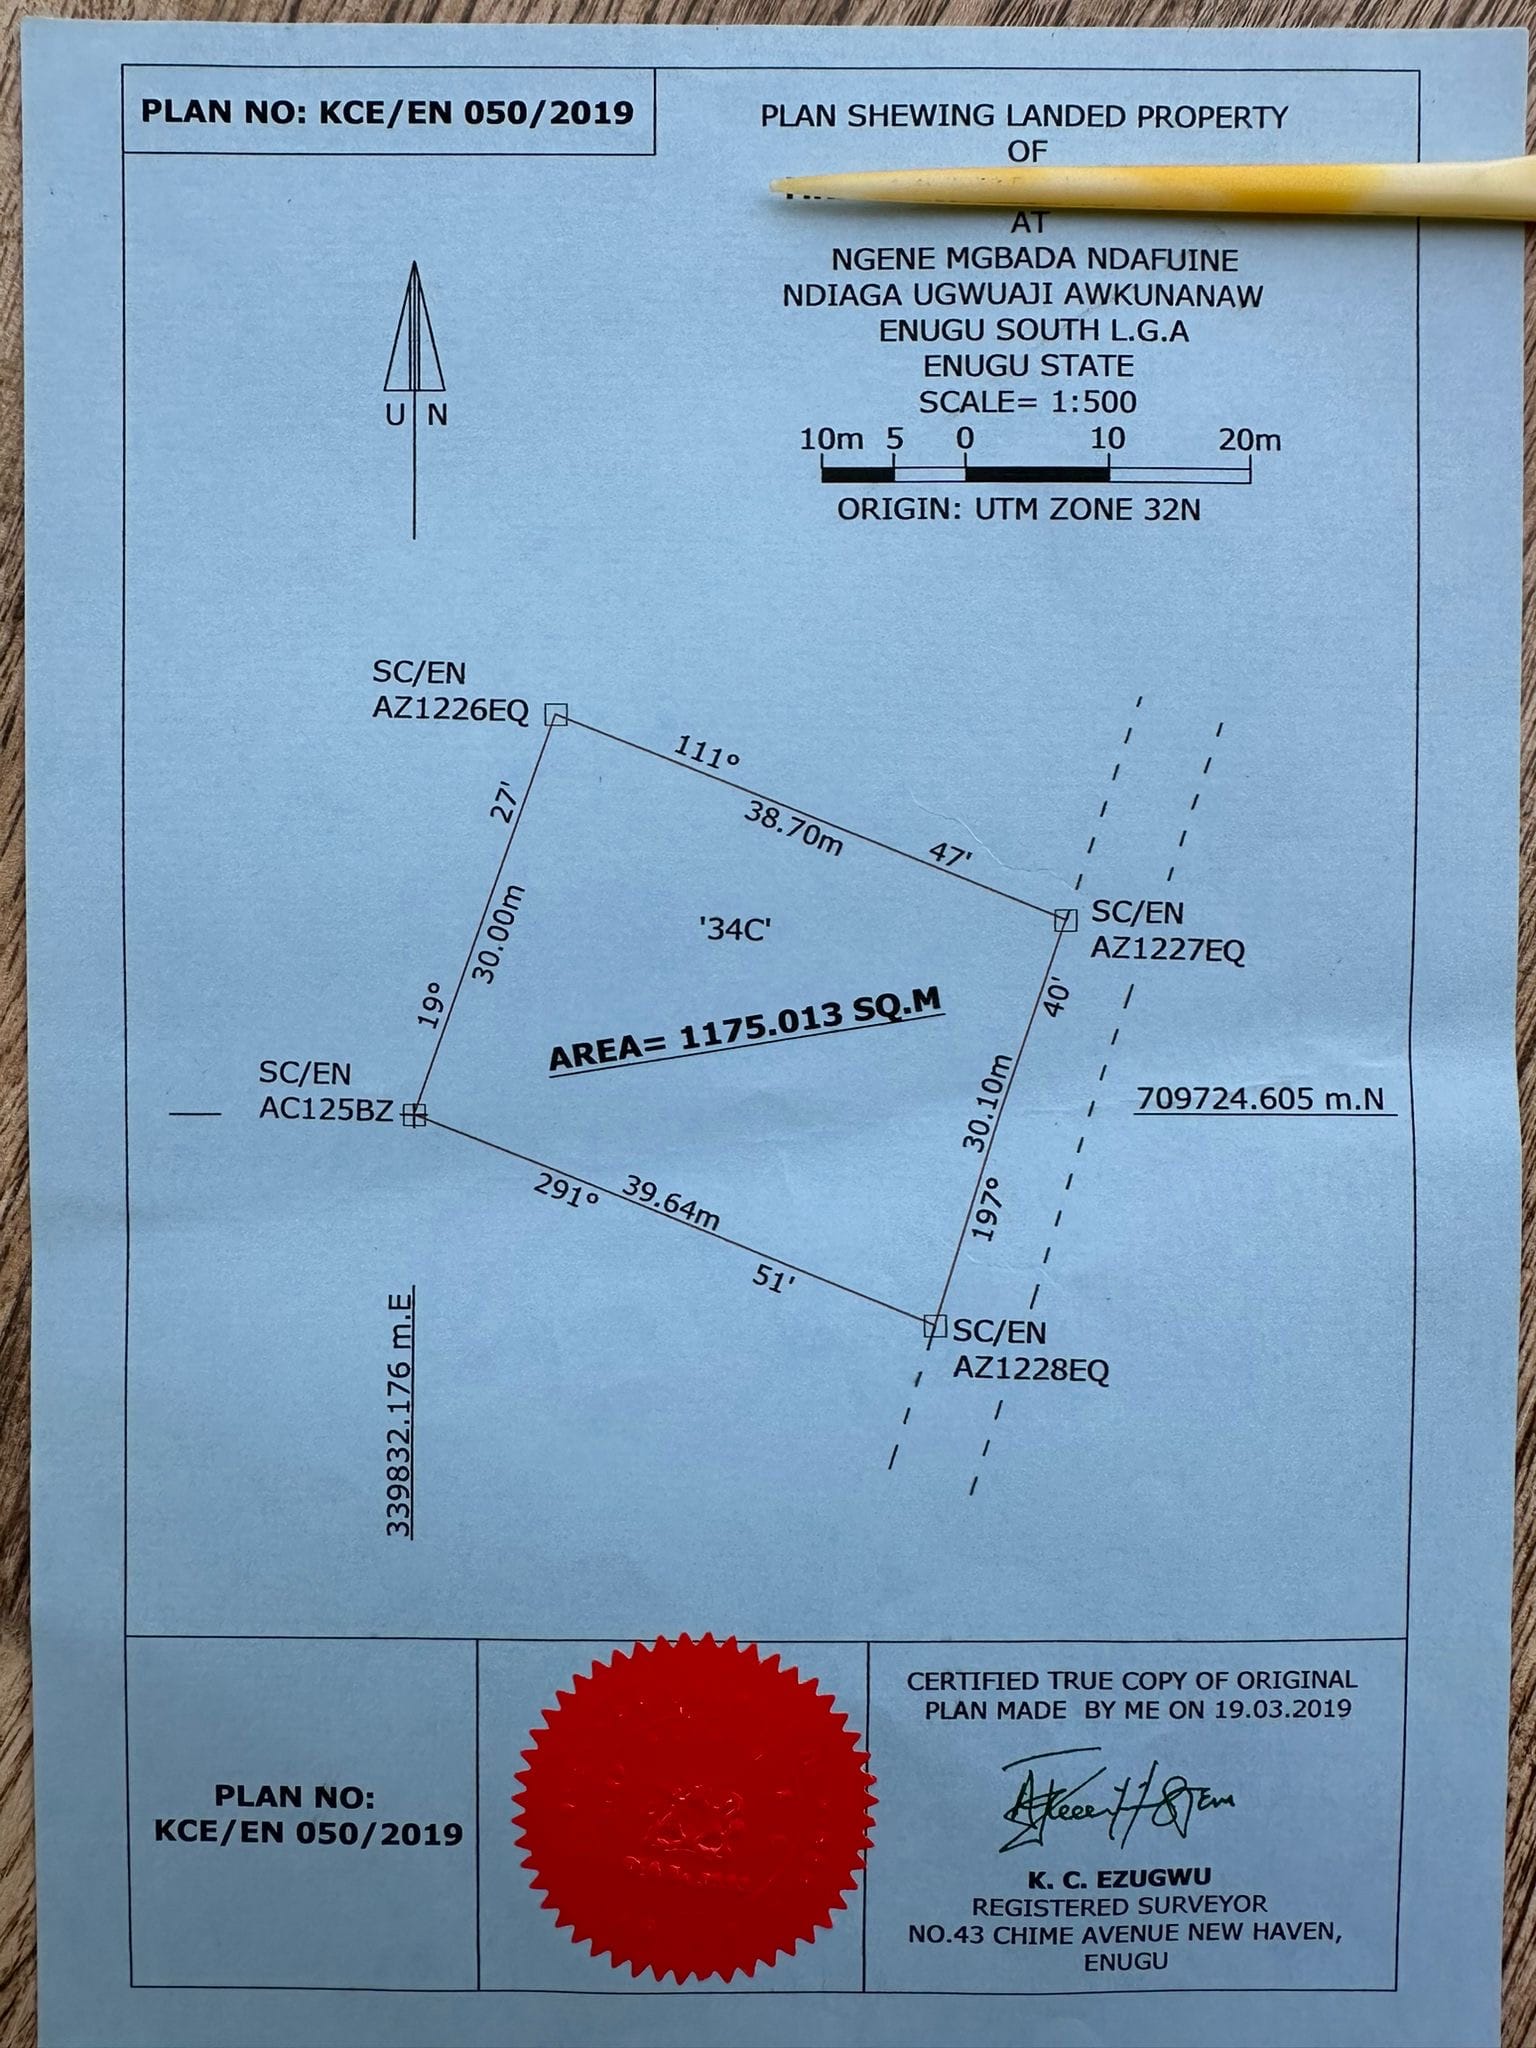 PLAN NO: KCE/EN 050/2019
PLAN SHEWING LANDED PROPERTY
OF
AT
NGENE MGBADA NDAFUINE
NDIAGA UGWUAJI AWKUNANAW
ENUGU SOUTH L.G.A
ENUGU STATE
SCALE= 1:500
10m 5 0 10 20m
ORIGIN: UTM ZONE 32N
U N
SC/EN
AZ1226EQ
111º
38.70m
47'
27'
30.00m
19º
'34C'
SC/EN
AZ1227EQ
AREA= 1175.013 SQ.M
40'
30.10m
197º
SC/EN
AC125BZ
709724.605 m.N
291º
39.64m
51'
SC/EN
AZ1228EQ
339832.176 m.E
PLAN NO:
KCE/EN 050/2019
CERTIFIED TRUE COPY OF ORIGINAL
PLAN MADE BY ME ON 19.03.2019
K. C. EZUGWU
REGISTERED SURVEYOR
NO.43 CHIME AVENUE NEW HAVEN,
ENUGU